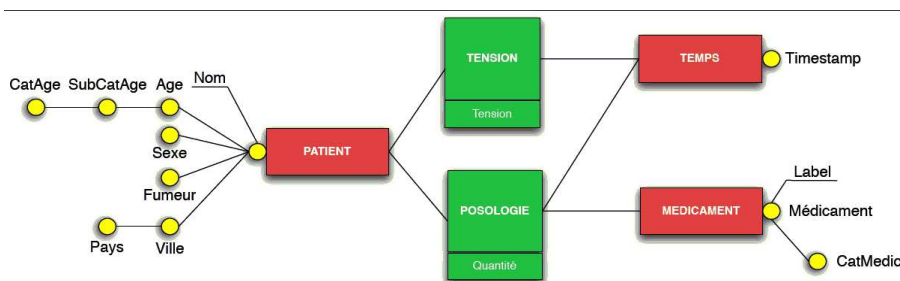 CatAge SubCatAge Age Nom
Sexe
Fumeur
Pays Ville
PATIENT
TENSION
Tension
POSOLOGIE
Quantité
TEMPS
Timestamp
MEDICAMENT
Label
Médicament
CatMedic